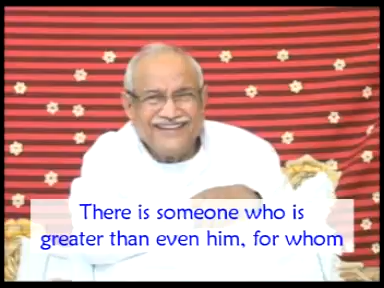 There is someone who is
greater than even him, for whom